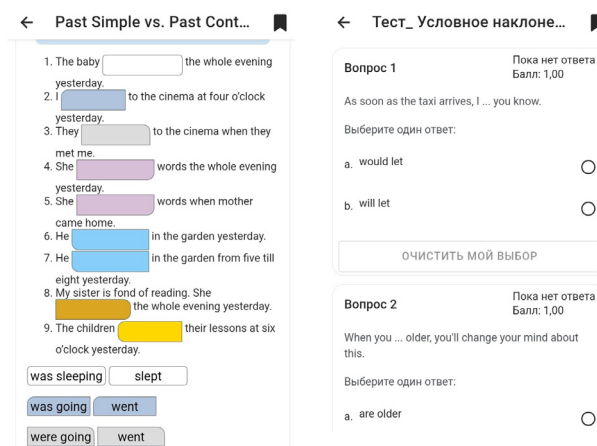 Past Simple vs. Past Cont...
1. The baby the whole evening
yesterday.
2. I to the cinema at four o'clock
yesterday.
3. They to the cinema when they
met me.
4. She words the whole evening
yesterday.
5. She words when mother
came home.
6. He in the garden yesterday.
7. He in the garden from five till
eight yesterday.
8. My sister is fond of reading. She
the whole evening yesterday.
9. The children their lessons at six
o'clock yesterday.
was sleeping slept
was going went
were going went
Тест_ Условное наклоне...
Вопрос 1
Пока нет ответа
Балл: 1,00
As soon as the taxi arrives, I ... you know.
Выберите один ответ:
a. would let
b. will let
ОЧИСТИТЬ МОЙ ВЫБОР
Вопрос 2
Пока нет ответа
Балл: 1,00
When you ... older, you'll change your mind about
this.
Выберите один ответ:
a. are older